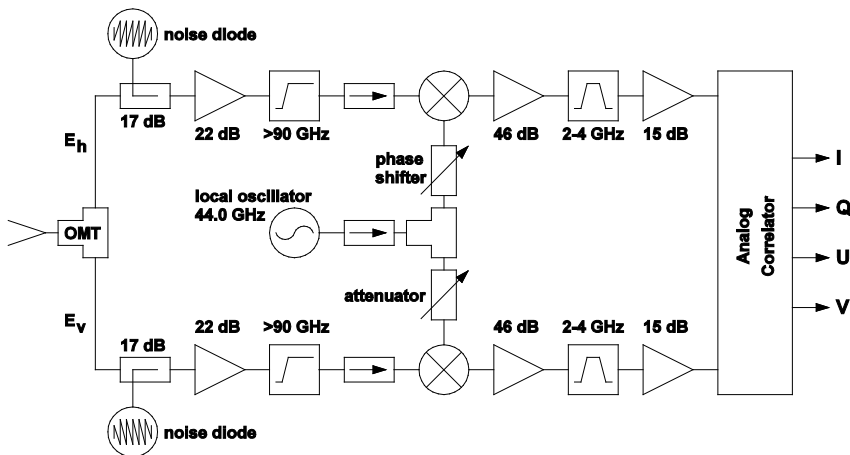 noise diode
17 dB
22 dB
>90 GHz
46 dB
2-4 GHz
15 dB
Eh
phase
shifter
local oscillator
44.0 GHz
OMT
attenuator
Ev
17 dB
22 dB
>90 GHz
46 dB
2-4 GHz
15 dB
noise diode
Analog
Correlator
I
Q
U
V